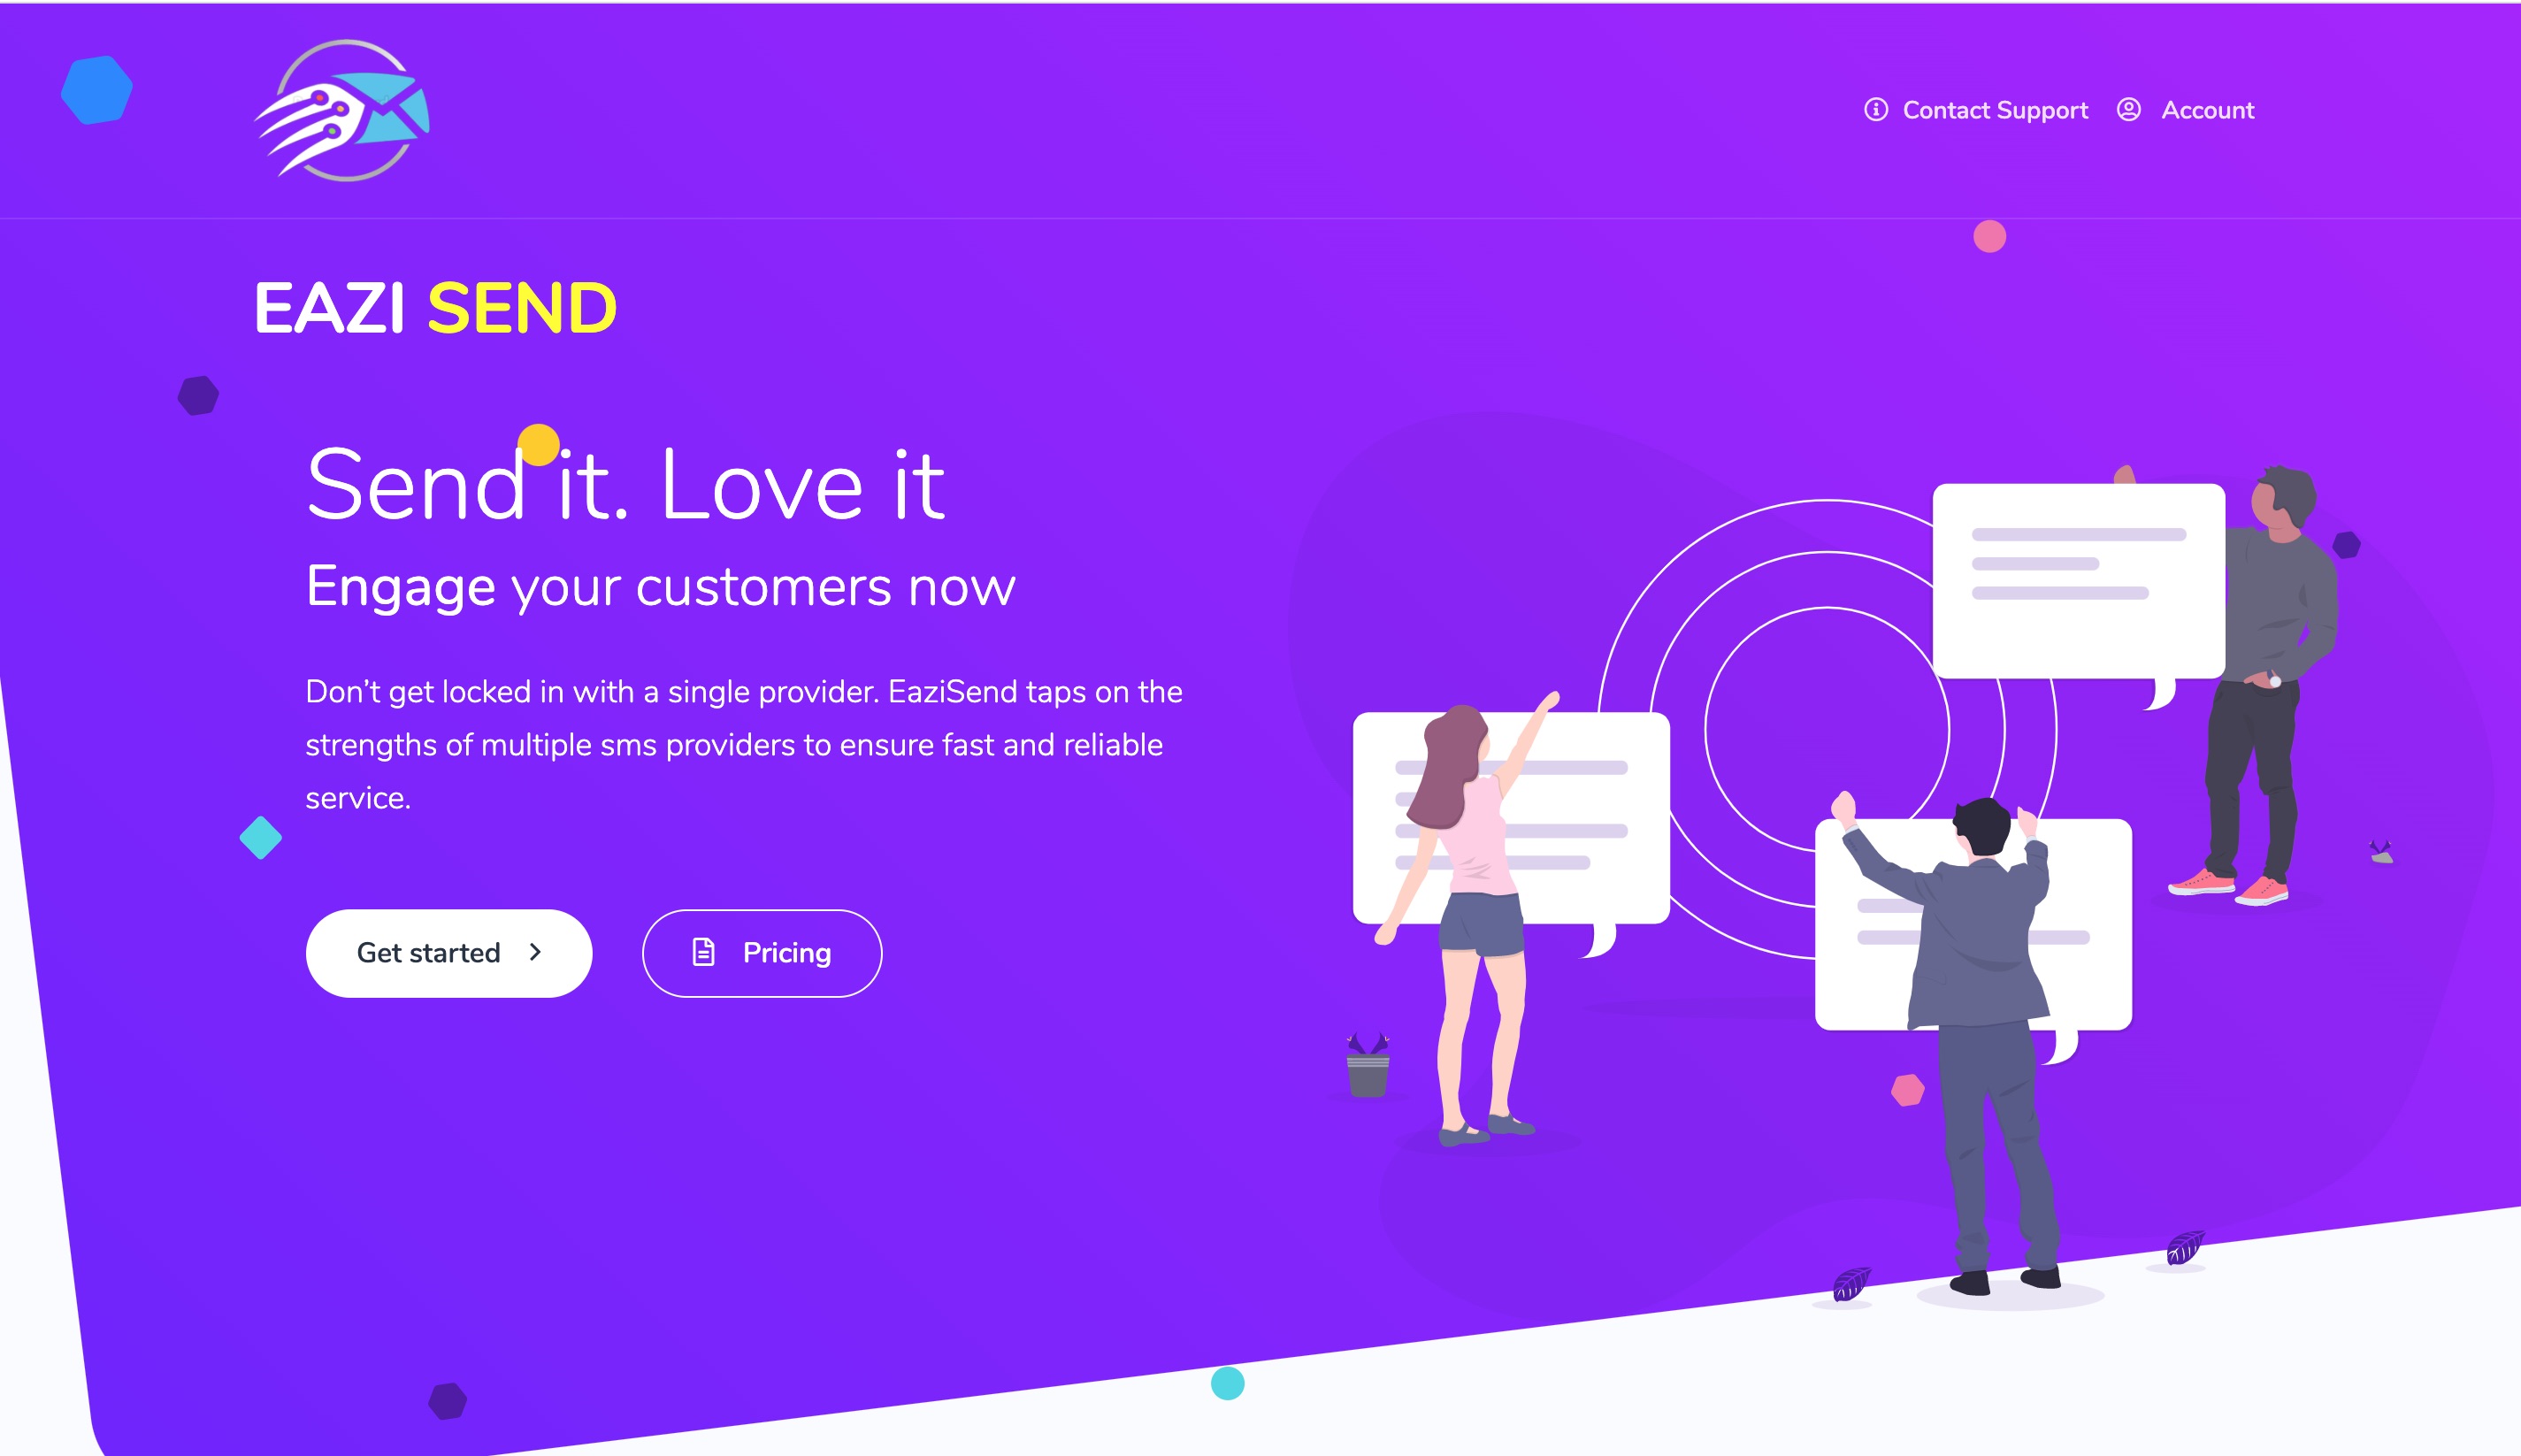 Contact Support
Account
EAZI SEND
Send it. Love it
Engage your customers now
Don’t get locked in with a single provider. EaziSend taps on the
strengths of multiple sms providers to ensure fast and reliable
service.
Get started
Pricing